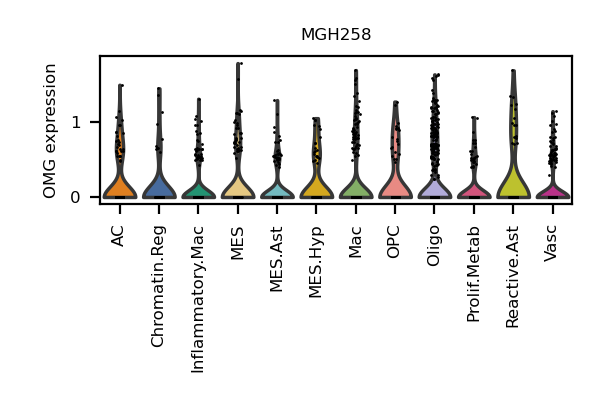 MGH258
OMG expression
1
0
AC
Chromatin.Reg
Inflammatory.Mac
MES
MES.Ast
MES.Hyp
Mac
OPC
Oligo
Prolif.Metab
Reactive.Ast
Vasc